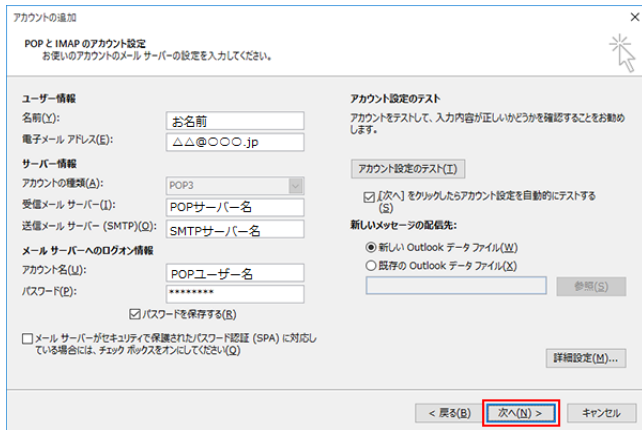 アカウントの追加
POP と IMAP のアカウント設定
お使いのアカウントのメール サーバーの設定を入力してください。
ユーザー情報
名前(Y):
お名前
電子メール アドレス(E):
△△@〇〇〇.jp
サーバー情報
アカウントの種類(A):
POP3
受信メール サーバー(I):
POPサーバー名
送信メール サーバー (SMTP)(O):
SMTPサーバー名
メール サーバーへのログオン情報
アカウント名(U):
POPユーザー名
パスワード(P):
********
パスワードを保存する(R)
メール サーバーがセキュリティで保護されたパスワード認証 (SPA) に対応し
ている場合には、チェック ボックスをオンにしてください(Q)
アカウント設定のテスト
アカウントをテストして、入力内容が正しいかどうかを確認することをお勧め
します。
アカウント設定のテスト(T)
[次へ] をクリックしたらアカウント設定を自動的にテストする
(S)
新しいメッセージの配信先:
新しい Outlook データ ファイル(W)
既存の Outlook データ ファイル(X)
参照(S)
詳細設定(M)...
< 戻る(B)
次へ(N) >
キャンセル